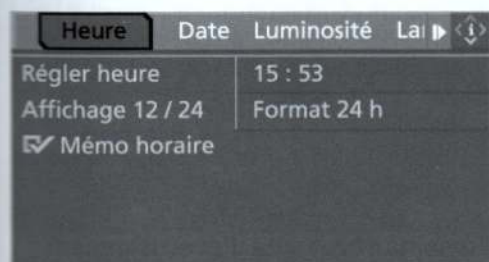 Heure Date Luminosité
Régler heure 15 : 53
Affichage 12 / 24 Format 24 h
Mémo horaire